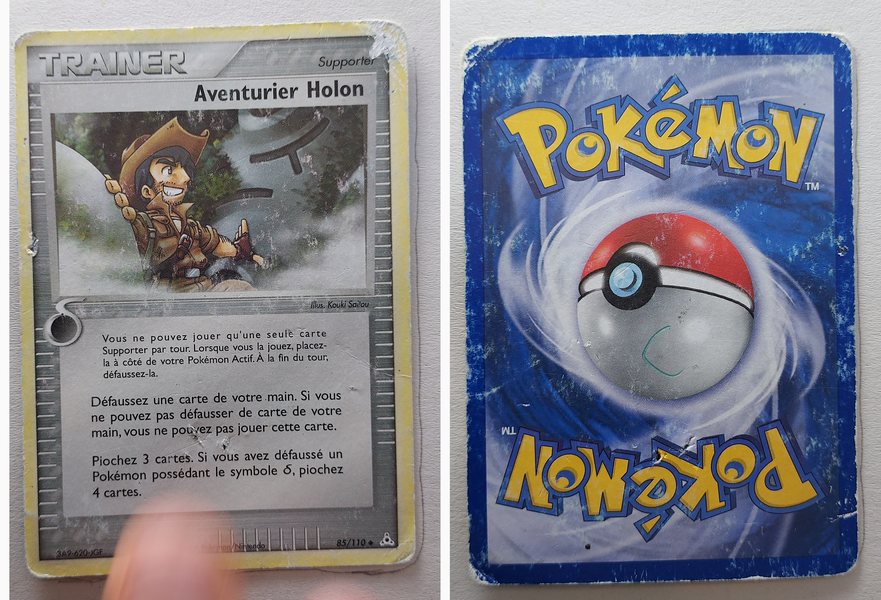 TRAINER
Supporter
Aventurier Holon
Illus. Kouki Saitou
Vous ne pouvez jouer qu'une seule carte
Supporter par tour. Lorsque vous la jouez, placez-
la à côté de votre Pokémon Actif. À la fin du tour,
défaussez-la.
Défaussez une carte de votre main. Si vous
ne pouvez pas défausser de carte de votre
main, vous ne pouvez pas jouer cette carte.
Piochez 3 cartes. Si vous avez défaussé un
Pokémon possédant le symbole δ, piochez
4 cartes.
Nintendo
85/110
POKéMON
TM
TM
POKéMON